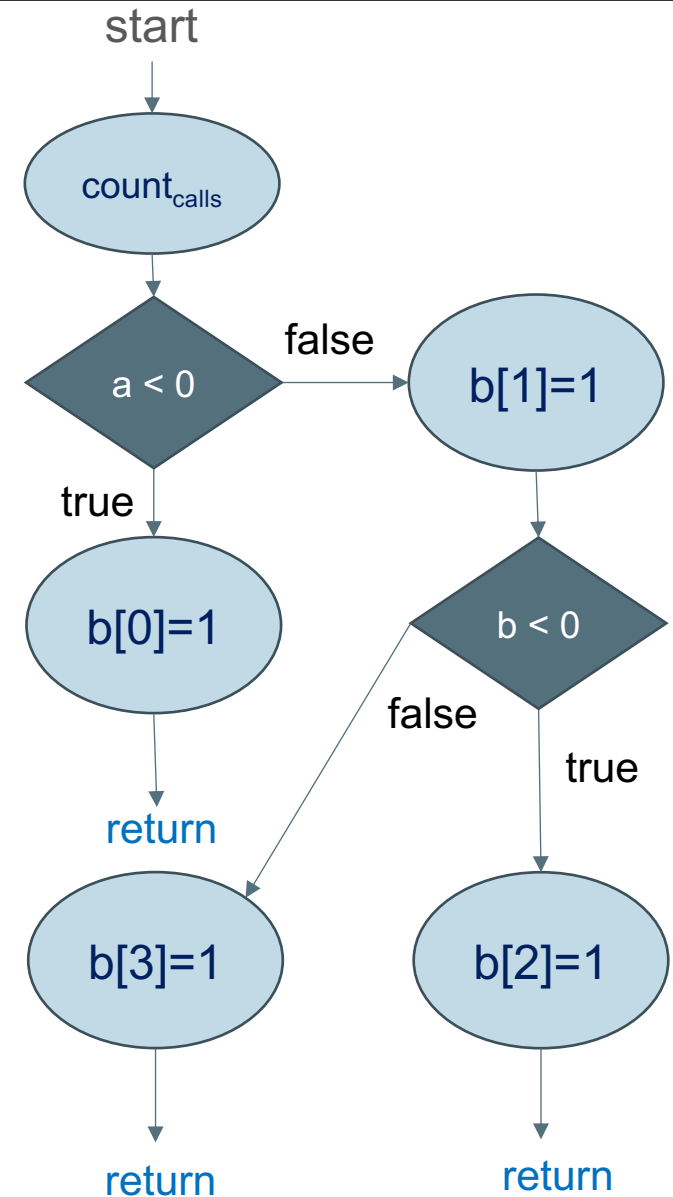 start
count_calls
a < 0
false
b[1]=1
true
b[0]=1
b < 0
false
true
return
b[3]=1
b[2]=1
return
return